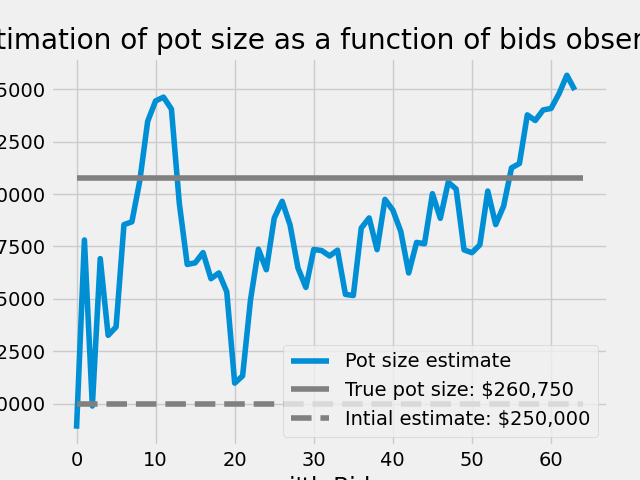 timation of pot size as a function of bids obser
5000
2500
0000
7500
5000
2500
0000
Pot size estimate
True pot size: $260,750
Intial estimate: $250,000
0 10 20 30 40 50 60